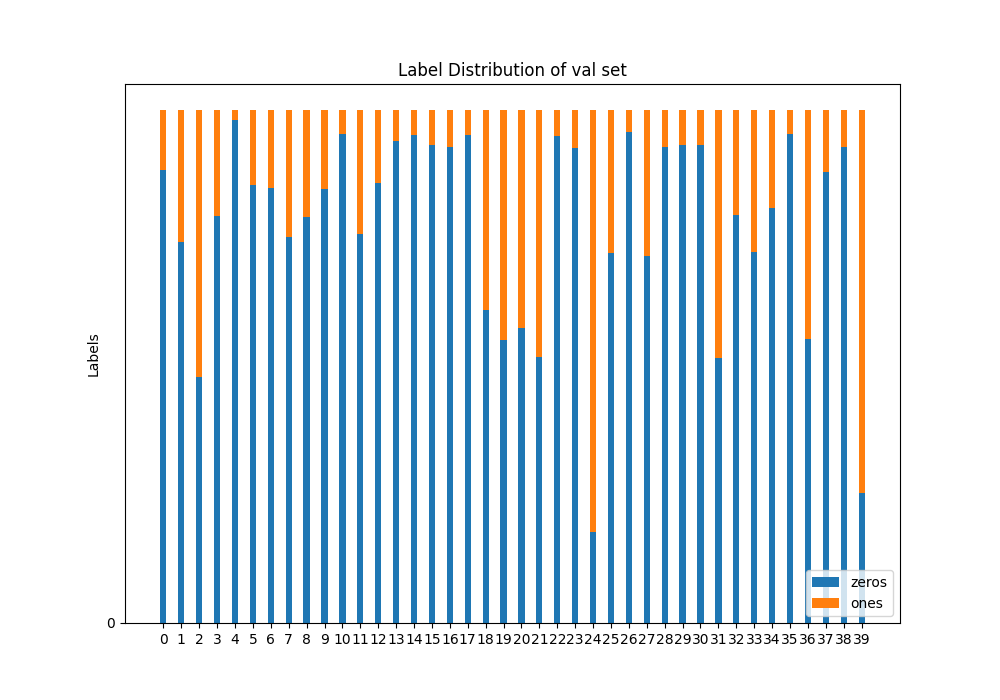 Label Distribution of val set
Labels
0
0 1 2 3 4 5 6 7 8 9 10 11 12 13 14 15 16 17 18 19 20 21 22 23 24 25 26 27 28 29 30 31 32 33 34 35 36 37 38 39
zeros
ones